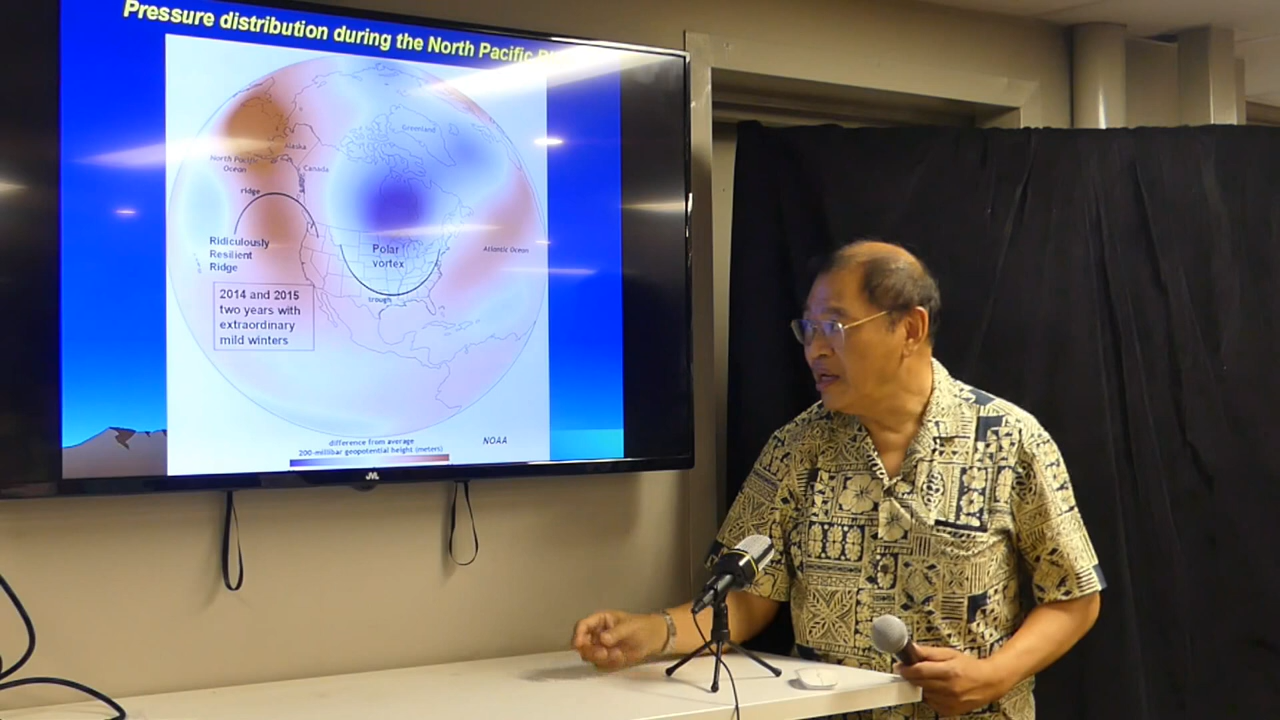 Pressure distribution during the North Pacific
Greenland
Alaska
North Pacific
Ocean
Canada
ridge
Ridiculously
Resilient
Ridge
Polar
vortex
Atlantic Ocean
trough
2014 and 2015
two years with
extraordinary
mild winters
difference from average
200-millibar geopotential height (meters)
NOAA
JVC